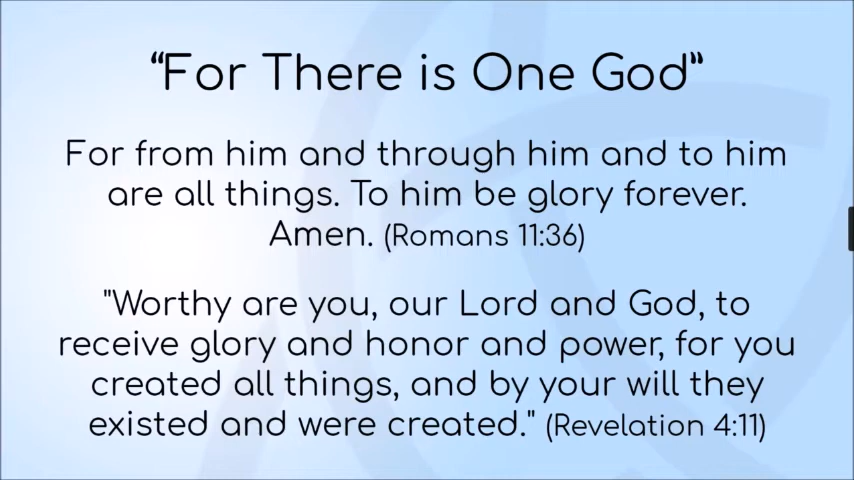 “For There is One God”
For from him and through him and to him
are all things. To him be glory forever.
Amen. (Romans 11:36)
"Worthy are you, our Lord and God, to
receive glory and honor and power, for you
created all things, and by your will they
existed and were created." (Revelation 4:11)